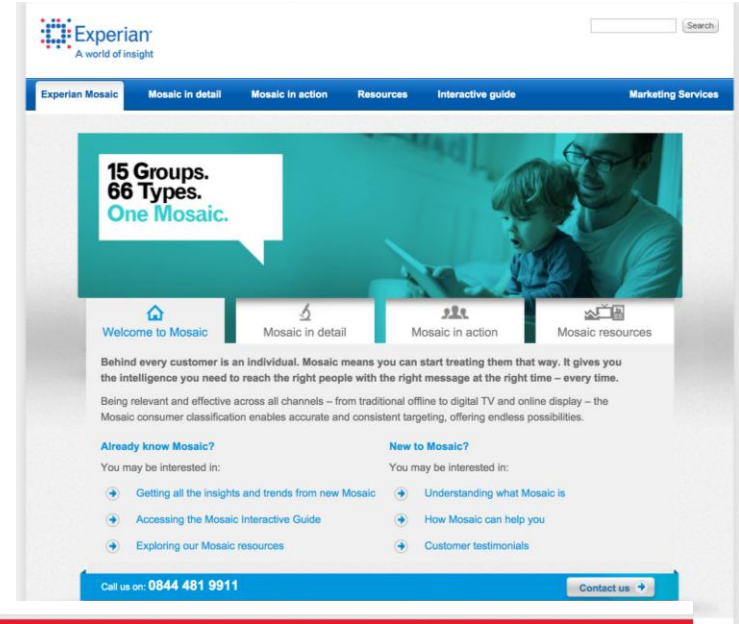 Experian
A world of insight
Search
Experian Mosaic Mosaic in detail Mosaic in action Resources Interactive guide Marketing Services
15 Groups.
66 Types.
One Mosaic.
Welcome to Mosaic Mosaic in detail Mosaic in action Mosaic resources
Behind every customer is an individual. Mosaic means you can start treating them that way. It gives you
the intelligence you need to reach the right people with the right message at the right time – every time.
Being relevant and effective across all channels – from traditional offline to digital TV and online display – the
Mosaic consumer classification enables accurate and consistent targeting, offering endless possibilities.
Already know Mosaic?
You may be interested in:
Getting all the insights and trends from new Mosaic
Accessing the Mosaic Interactive Guide
Exploring our Mosaic resources
New to Mosaic?
You may be interested in:
Understanding what Mosaic is
How Mosaic can help you
Customer testimonials
Call us on: 0844 481 9911
Contact us